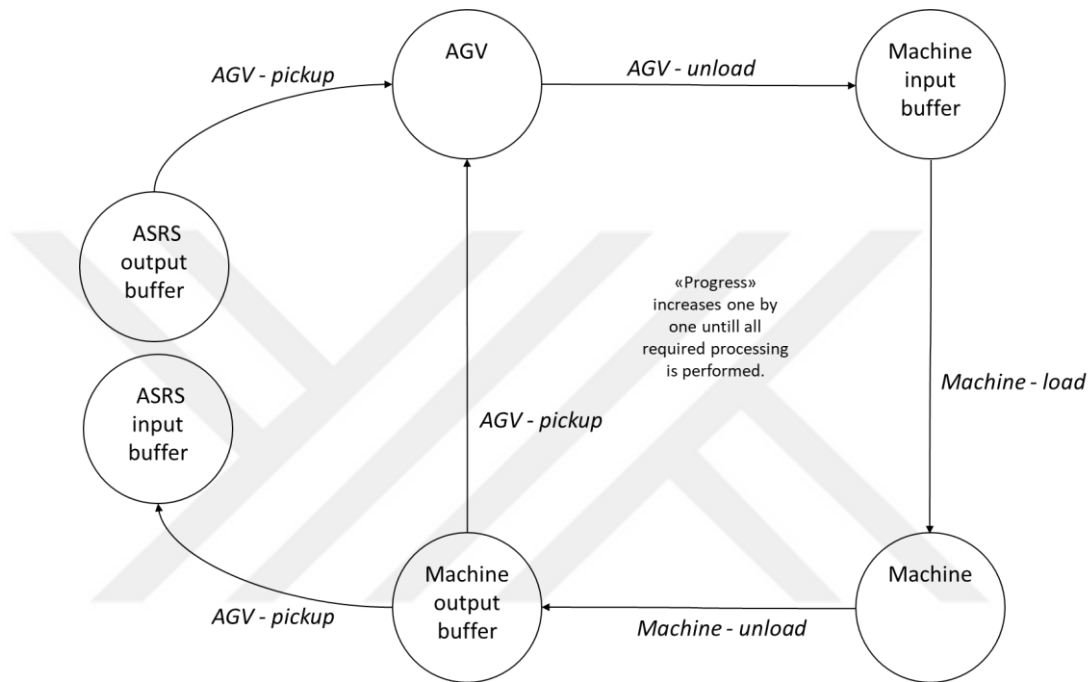 AGV
AGV - pickup
AGV - unload
Machine
input
buffer
ASRS
output
buffer
«Progress»
increases one by
one untill all
required processing
is performed.
ASRS
input
buffer
AGV - pickup
Machine - load
Machine
output
buffer
Machine
AGV - pickup
Machine - unload